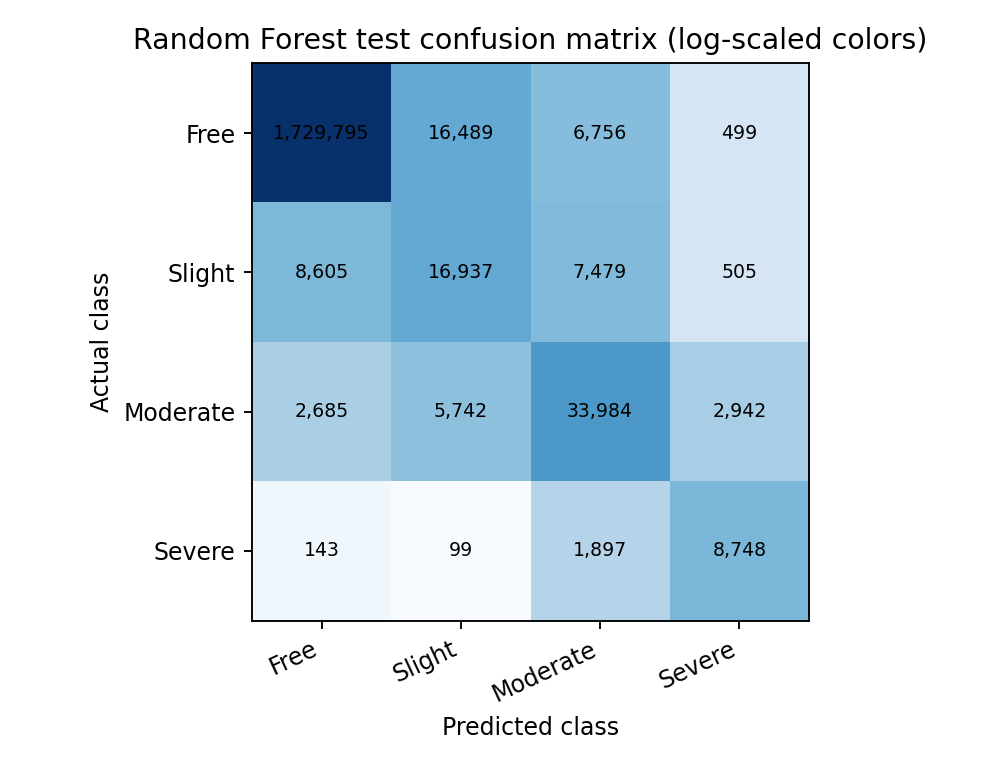 Random Forest test confusion matrix (log-scaled colors)
Actual class
Free 1,729,795 16,489 6,756 499
Slight 8,605 16,937 7,479 505
Moderate 2,685 5,742 33,984 2,942
Severe 143 99 1,897 8,748
Free Slight Moderate Severe
Predicted class